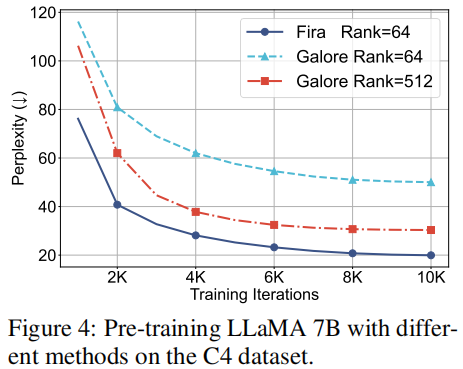 120
100
80
60
40
20
Perplexity (↓)
Fira Rank=64
Galore Rank=64
Galore Rank=512
2K 4K 6K 8K 10K
Training Iterations
Figure 4: Pre-training LLaMA 7B with differ-
ent methods on the C4 dataset.